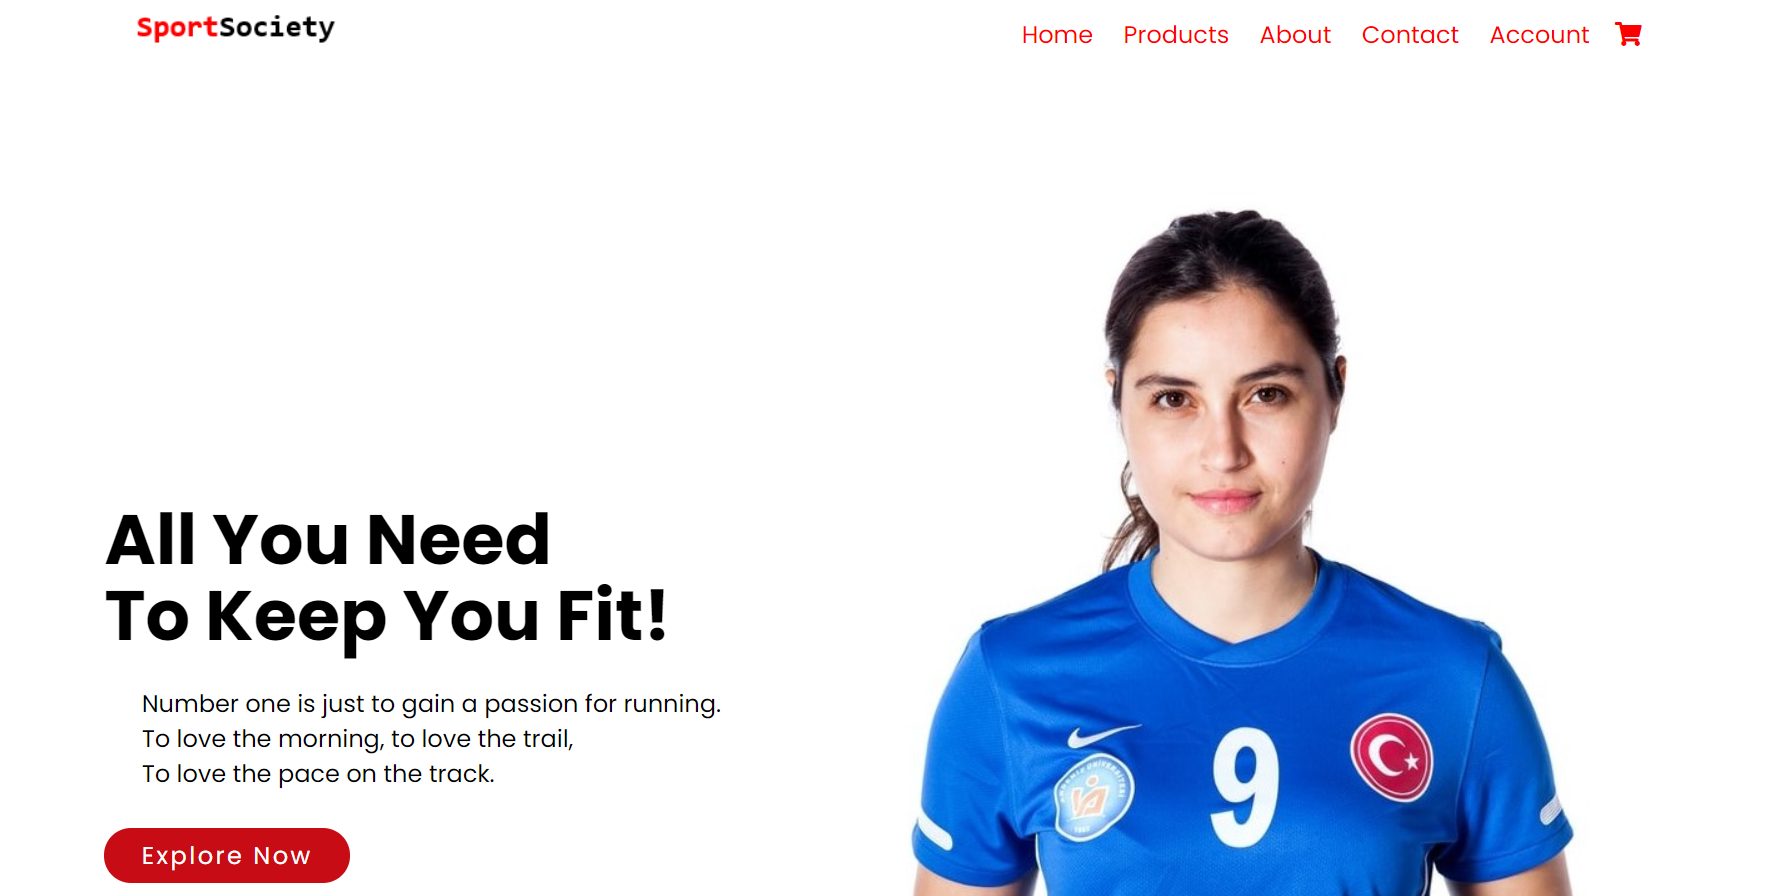 SportSociety
Home Products About Contact Account
All You Need
To Keep You Fit!
Number one is just to gain a passion for running.
To love the morning, to love the trail,
To love the pace on the track.
Explore Now
9